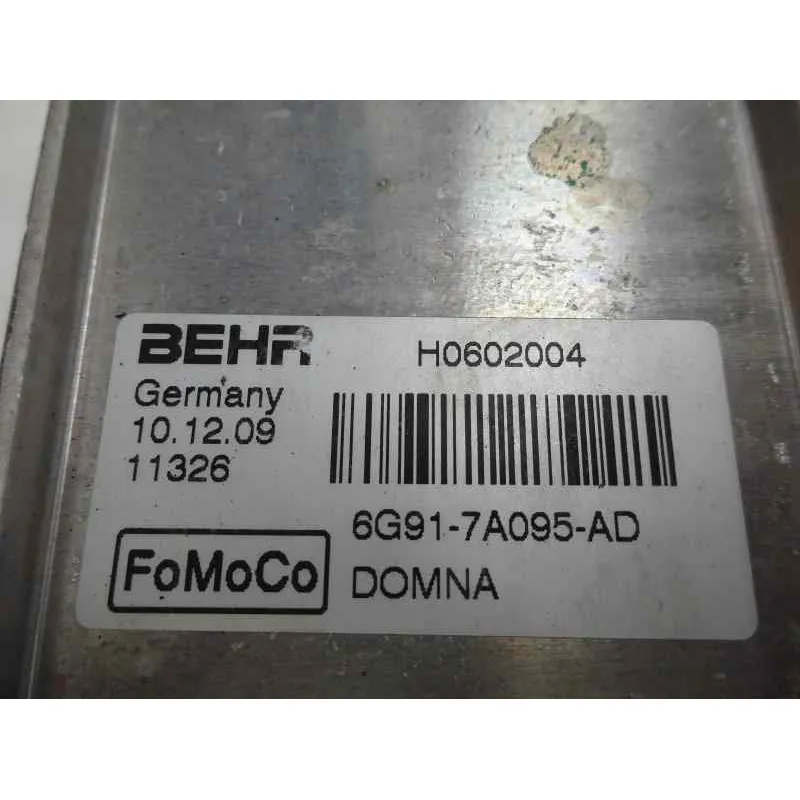 BEHR H0602004
Germany
10.12.09
11326
6G91-7A095-AD
FoMoCo DOMNA